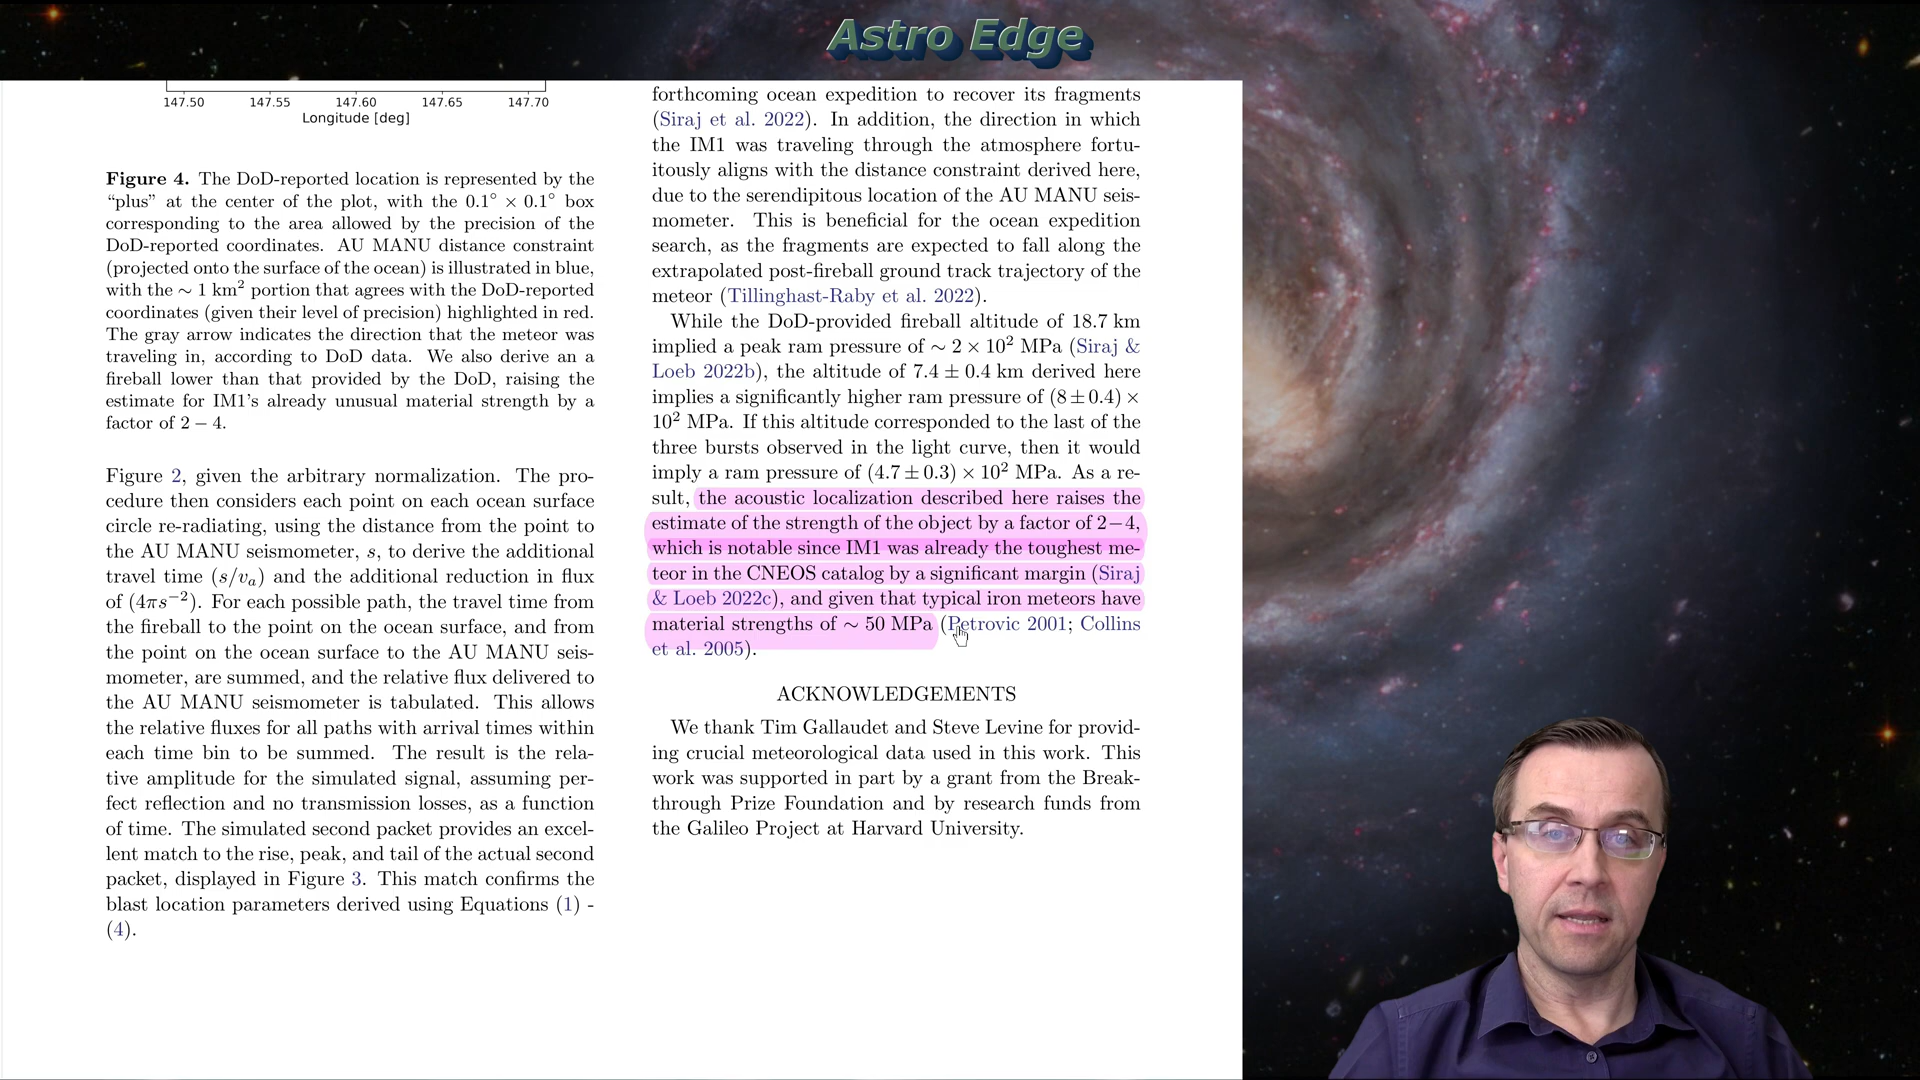 Astro Edge
147.50 147.55 147.60 147.65 147.70
Longitude [deg]
Figure 4. The DoD-reported location is represented by the
“plus” at the center of the plot, with the 0.1° × 0.1° box
corresponding to the area allowed by the precision of the
DoD-reported coordinates. AU MANU distance constraint
(projected onto the surface of the ocean) is illustrated in blue,
with the ∼ 1 km² portion that agrees with the DoD-reported
coordinates (given their level of precision) highlighted in red.
The gray arrow indicates the direction that the meteor was
traveling in, according to DoD data. We also derive an a
fireball lower than that provided by the DoD, raising the
estimate for IM1’s already unusual material strength by a
factor of 2 − 4.
Figure 2, given the arbitrary normalization. The pro-
cedure then considers each point on each ocean surface
circle re-radiating, using the distance from the point to
the AU MANU seismometer, s, to derive the additional
travel time (s/vₐ) and the additional reduction in flux
of (4πs⁻²). For each possible path, the travel time from
the fireball to the point on the ocean surface, and from
the point on the ocean surface to the AU MANU seis-
mometer, are summed, and the relative flux delivered to
the AU MANU seismometer is tabulated. This allows
the relative fluxes for all paths with arrival times within
each time bin to be summed. The result is the rela-
tive amplitude for the simulated signal, assuming per-
fect reflection and no transmission losses, as a function
of time. The simulated second packet provides an excel-
lent match to the rise, peak, and tail of the actual second
packet, displayed in Figure 3. This match confirms the
blast location parameters derived using Equations (1) -
(4).
forthcoming ocean expedition to recover its fragments
(Siraj et al. 2022). In addition, the direction in which
the IM1 was traveling through the atmosphere fortu-
itously aligns with the distance constraint derived here,
due to the serendipitous location of the AU MANU seis-
mometer. This is beneficial for the ocean expedition
search, as the fragments are expected to fall along the
extrapolated post-fireball ground track trajectory of the
meteor (Tillinghast-Raby et al. 2022).
While the DoD-provided fireball altitude of 18.7 km
implied a peak ram pressure of ∼ 2 × 10² MPa (Siraj &
Loeb 2022b), the altitude of 7.4 ± 0.4 km derived here
implies a significantly higher ram pressure of (8 ± 0.4) ×
10² MPa. If this altitude corresponded to the last of the
three bursts observed in the light curve, then it would
imply a ram pressure of (4.7 ± 0.3) × 10² MPa. As a re-
sult, the acoustic localization described here raises the
estimate of the strength of the object by a factor of 2−4,
which is notable since IM1 was already the toughest me-
teor in the CNEOS catalog by a significant margin (Siraj
& Loeb 2022c), and given that typical iron meteors have
material strengths of ∼ 50 MPa (Petrovic 2001; Collins
et al. 2005).
ACKNOWLEDGEMENTS
We thank Tim Gallaudet and Steve Levine for provid-
ing crucial meteorological data used in this work. This
work was supported in part by a grant from the Break-
through Prize Foundation and by research funds from
the Galileo Project at Harvard University.